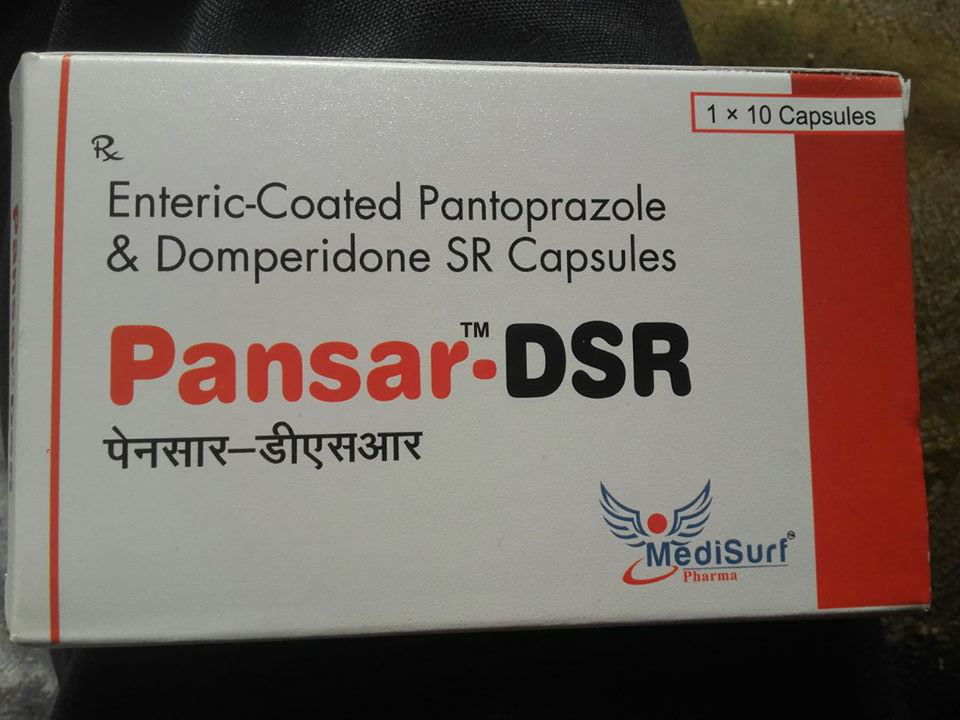 1 × 10 Capsules
Rx
Enteric-Coated Pantoprazole
& Domperidone SR Capsules
Pansar™-DSR
पेनसार–डीएसआर
MediSurf®
Pharma